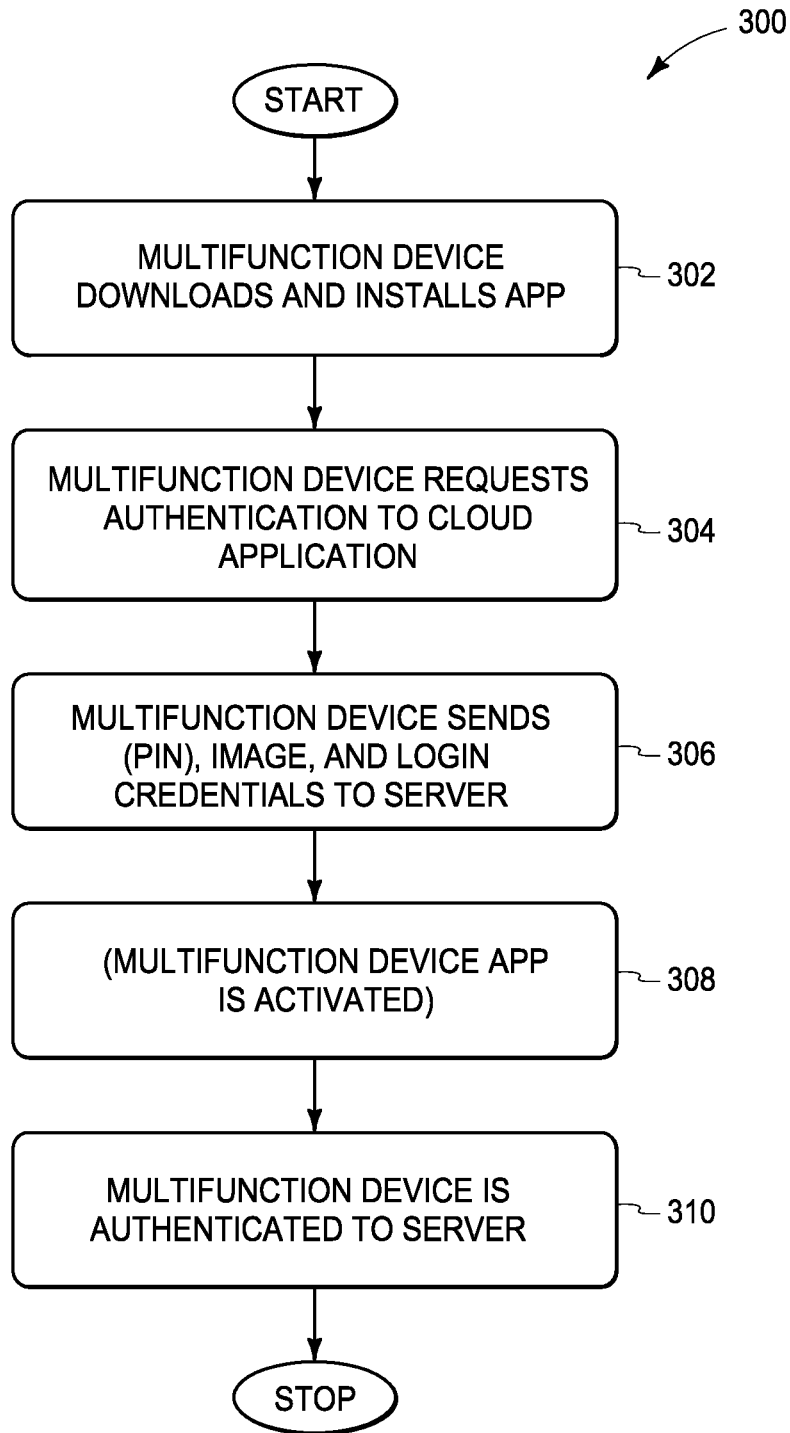 300
START
MULTIFUNCTION DEVICE
DOWNLOADS AND INSTALLS APP
302
MULTIFUNCTION DEVICE REQUESTS
AUTHENTICATION TO CLOUD
APPLICATION
304
MULTIFUNCTION DEVICE SENDS
(PIN), IMAGE, AND LOGIN
CREDENTIALS TO SERVER
306
(MULTIFUNCTION DEVICE APP
IS ACTIVATED)
308
MULTIFUNCTION DEVICE IS
AUTHENTICATED TO SERVER
310
STOP